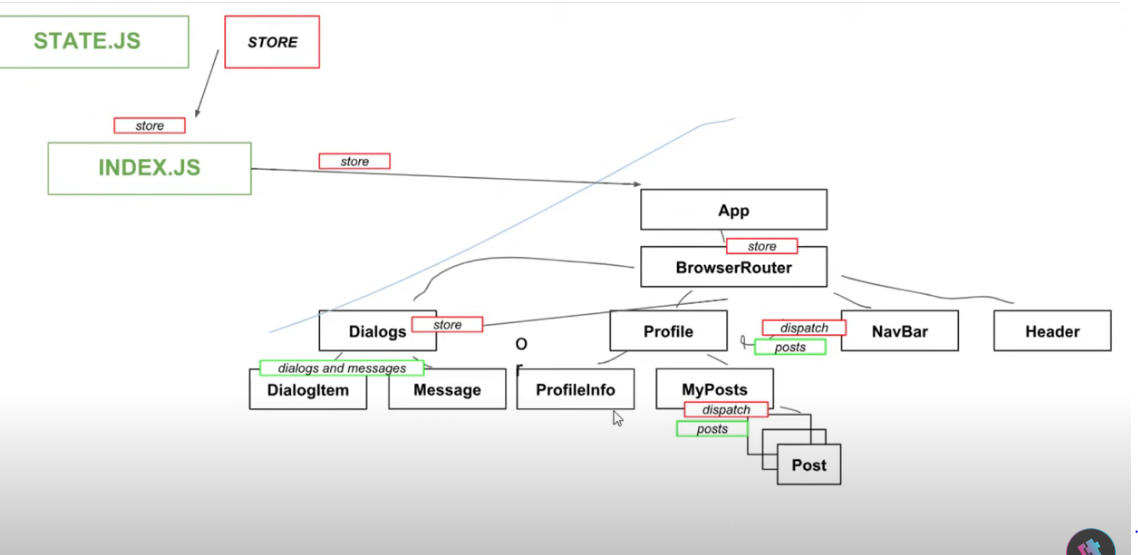 STATE.JS
STORE
store
INDEX.JS
store
App
store
BrowserRouter
Dialogs
store
Profile
dispatch
posts
NavBar
Header
O
r
dialogs and messages
DialogItem
Message
ProfileInfo
MyPosts
dispatch
posts
Post